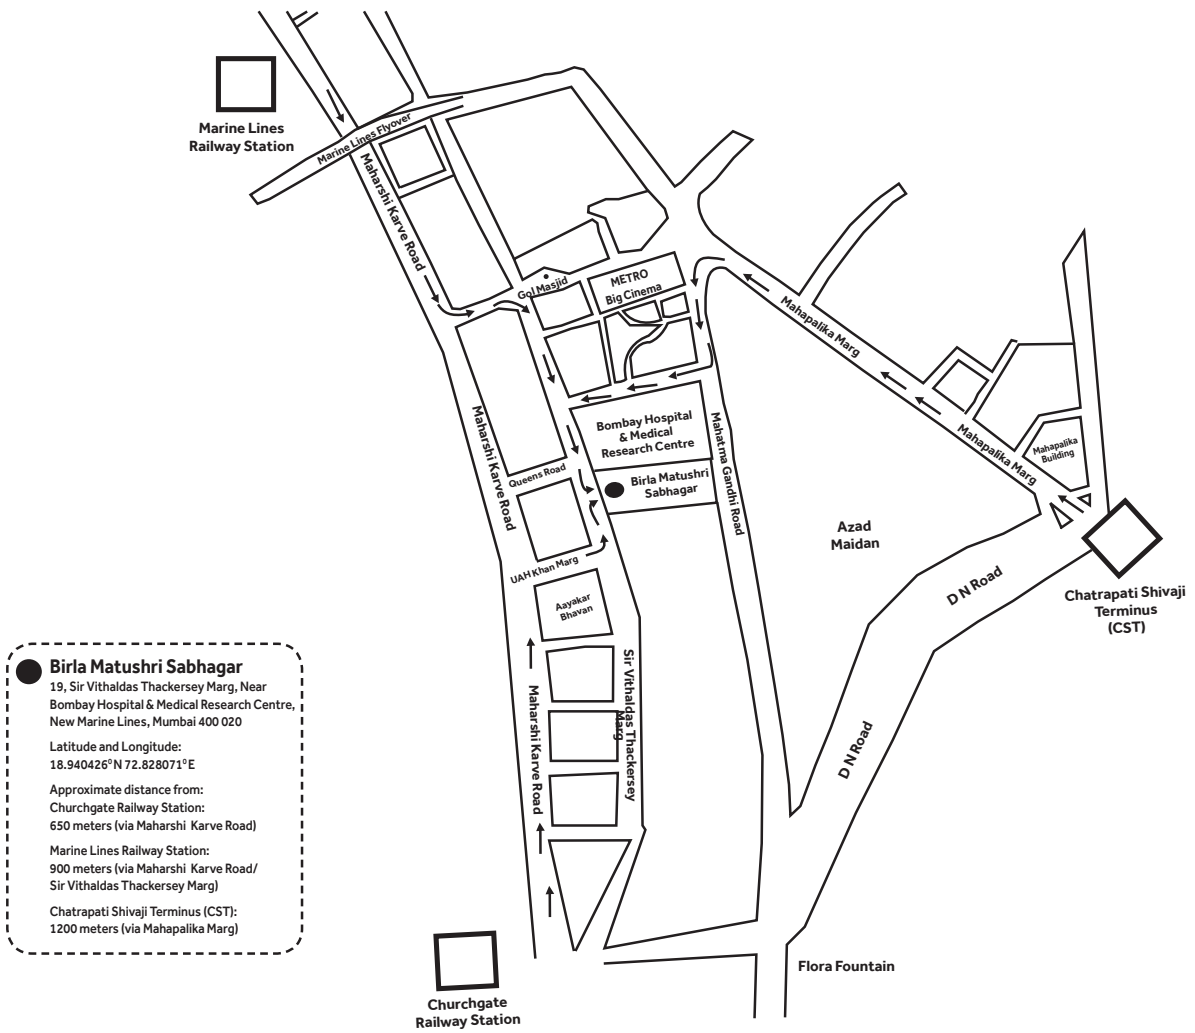 Marine Lines
Railway Station
Marine Lines Flyover
Maharshi Karve Road
Gol Masjid
METRO
Big Cinema
Mahapalika Marg
Mahapalika Marg
Mahapalika
Building
Maharshi Karve Road
Bombay Hospital
& Medical
Research Centre
Mahatma Gandhi Road
Queens Road
Birla Matushri
Sabhagar
Azad
Maidan
UAH Khan Marg
D N Road
Chatrapati Shivaji
Terminus
(CST)
Aayakar
Bhavan
Sir Vithaldas Thackersey
Marg
Maharshi Karve Road
D N Road
Birla Matushri Sabhagar
19, Sir Vithaldas Thackersey Marg, Near
Bombay Hospital & Medical Research Centre,
New Marine Lines, Mumbai 400 020
Latitude and Longitude:
18.940426⁰ N 72.828071⁰ E
Approximate distance from:
Churchgate Railway Station:
650 meters (via Maharshi Karve Road)
Marine Lines Railway Station:
900 meters (via Maharshi Karve Road/
Sir Vithaldas Thackersey Marg)
Chatrapati Shivaji Terminus (CST):
1200 meters (via Mahapalika Marg)
Flora Fountain
Churchgate
Railway Station